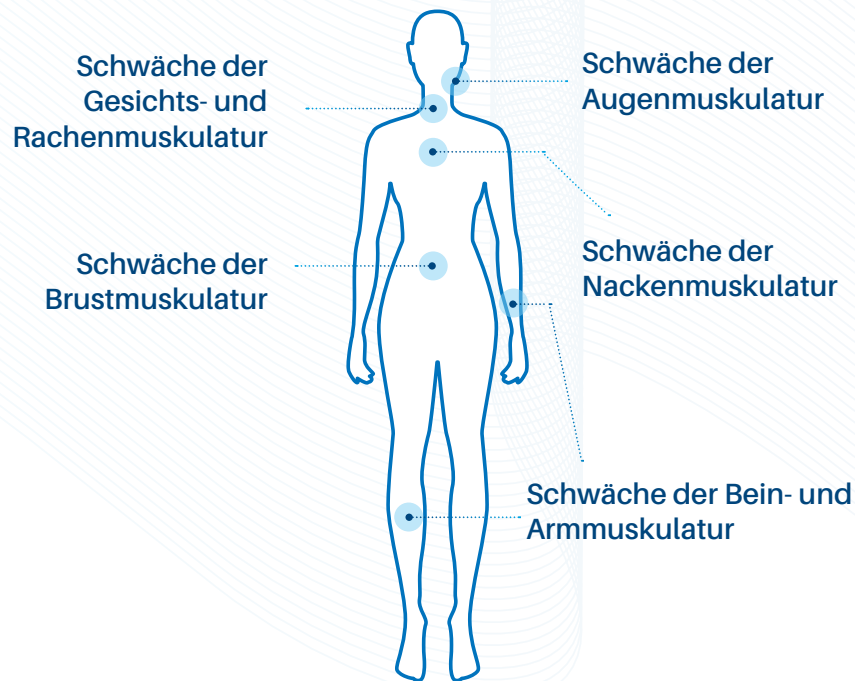 Schwäche der
Gesichts- und
Rachenmuskulatur
Schwäche der
Augenmuskulatur
Schwäche der
Brustmuskulatur
Schwäche der
Nackenmuskulatur
Schwäche der Bein- und
Armmuskulatur